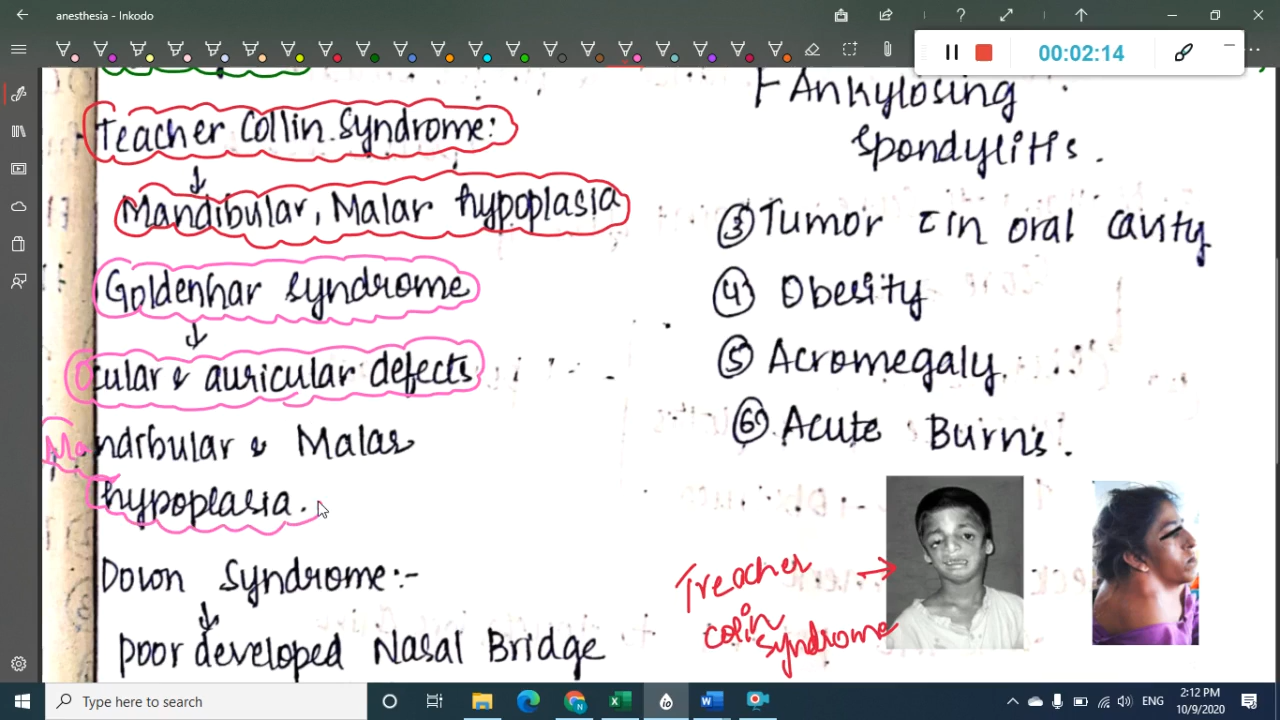 anesthesia - Inkodo
00:02:14
Teacher Collin Syndrome:
Mandibular, Malar hypoplasia
Goldenhar syndrome
Ocular & auricular defects
Mandibular & Malar
hypoplasia.
Down Syndrome:-
Poor developed Nasal Bridge
Ankylosing
Spondylitis.
③ Tumor in oral cavity
④ Obesity
⑤ Acromegaly
⑥ Acute Burns.
Treacher
colin
syndrome
Type here to search
ENG
2:12 PM
10/9/2020